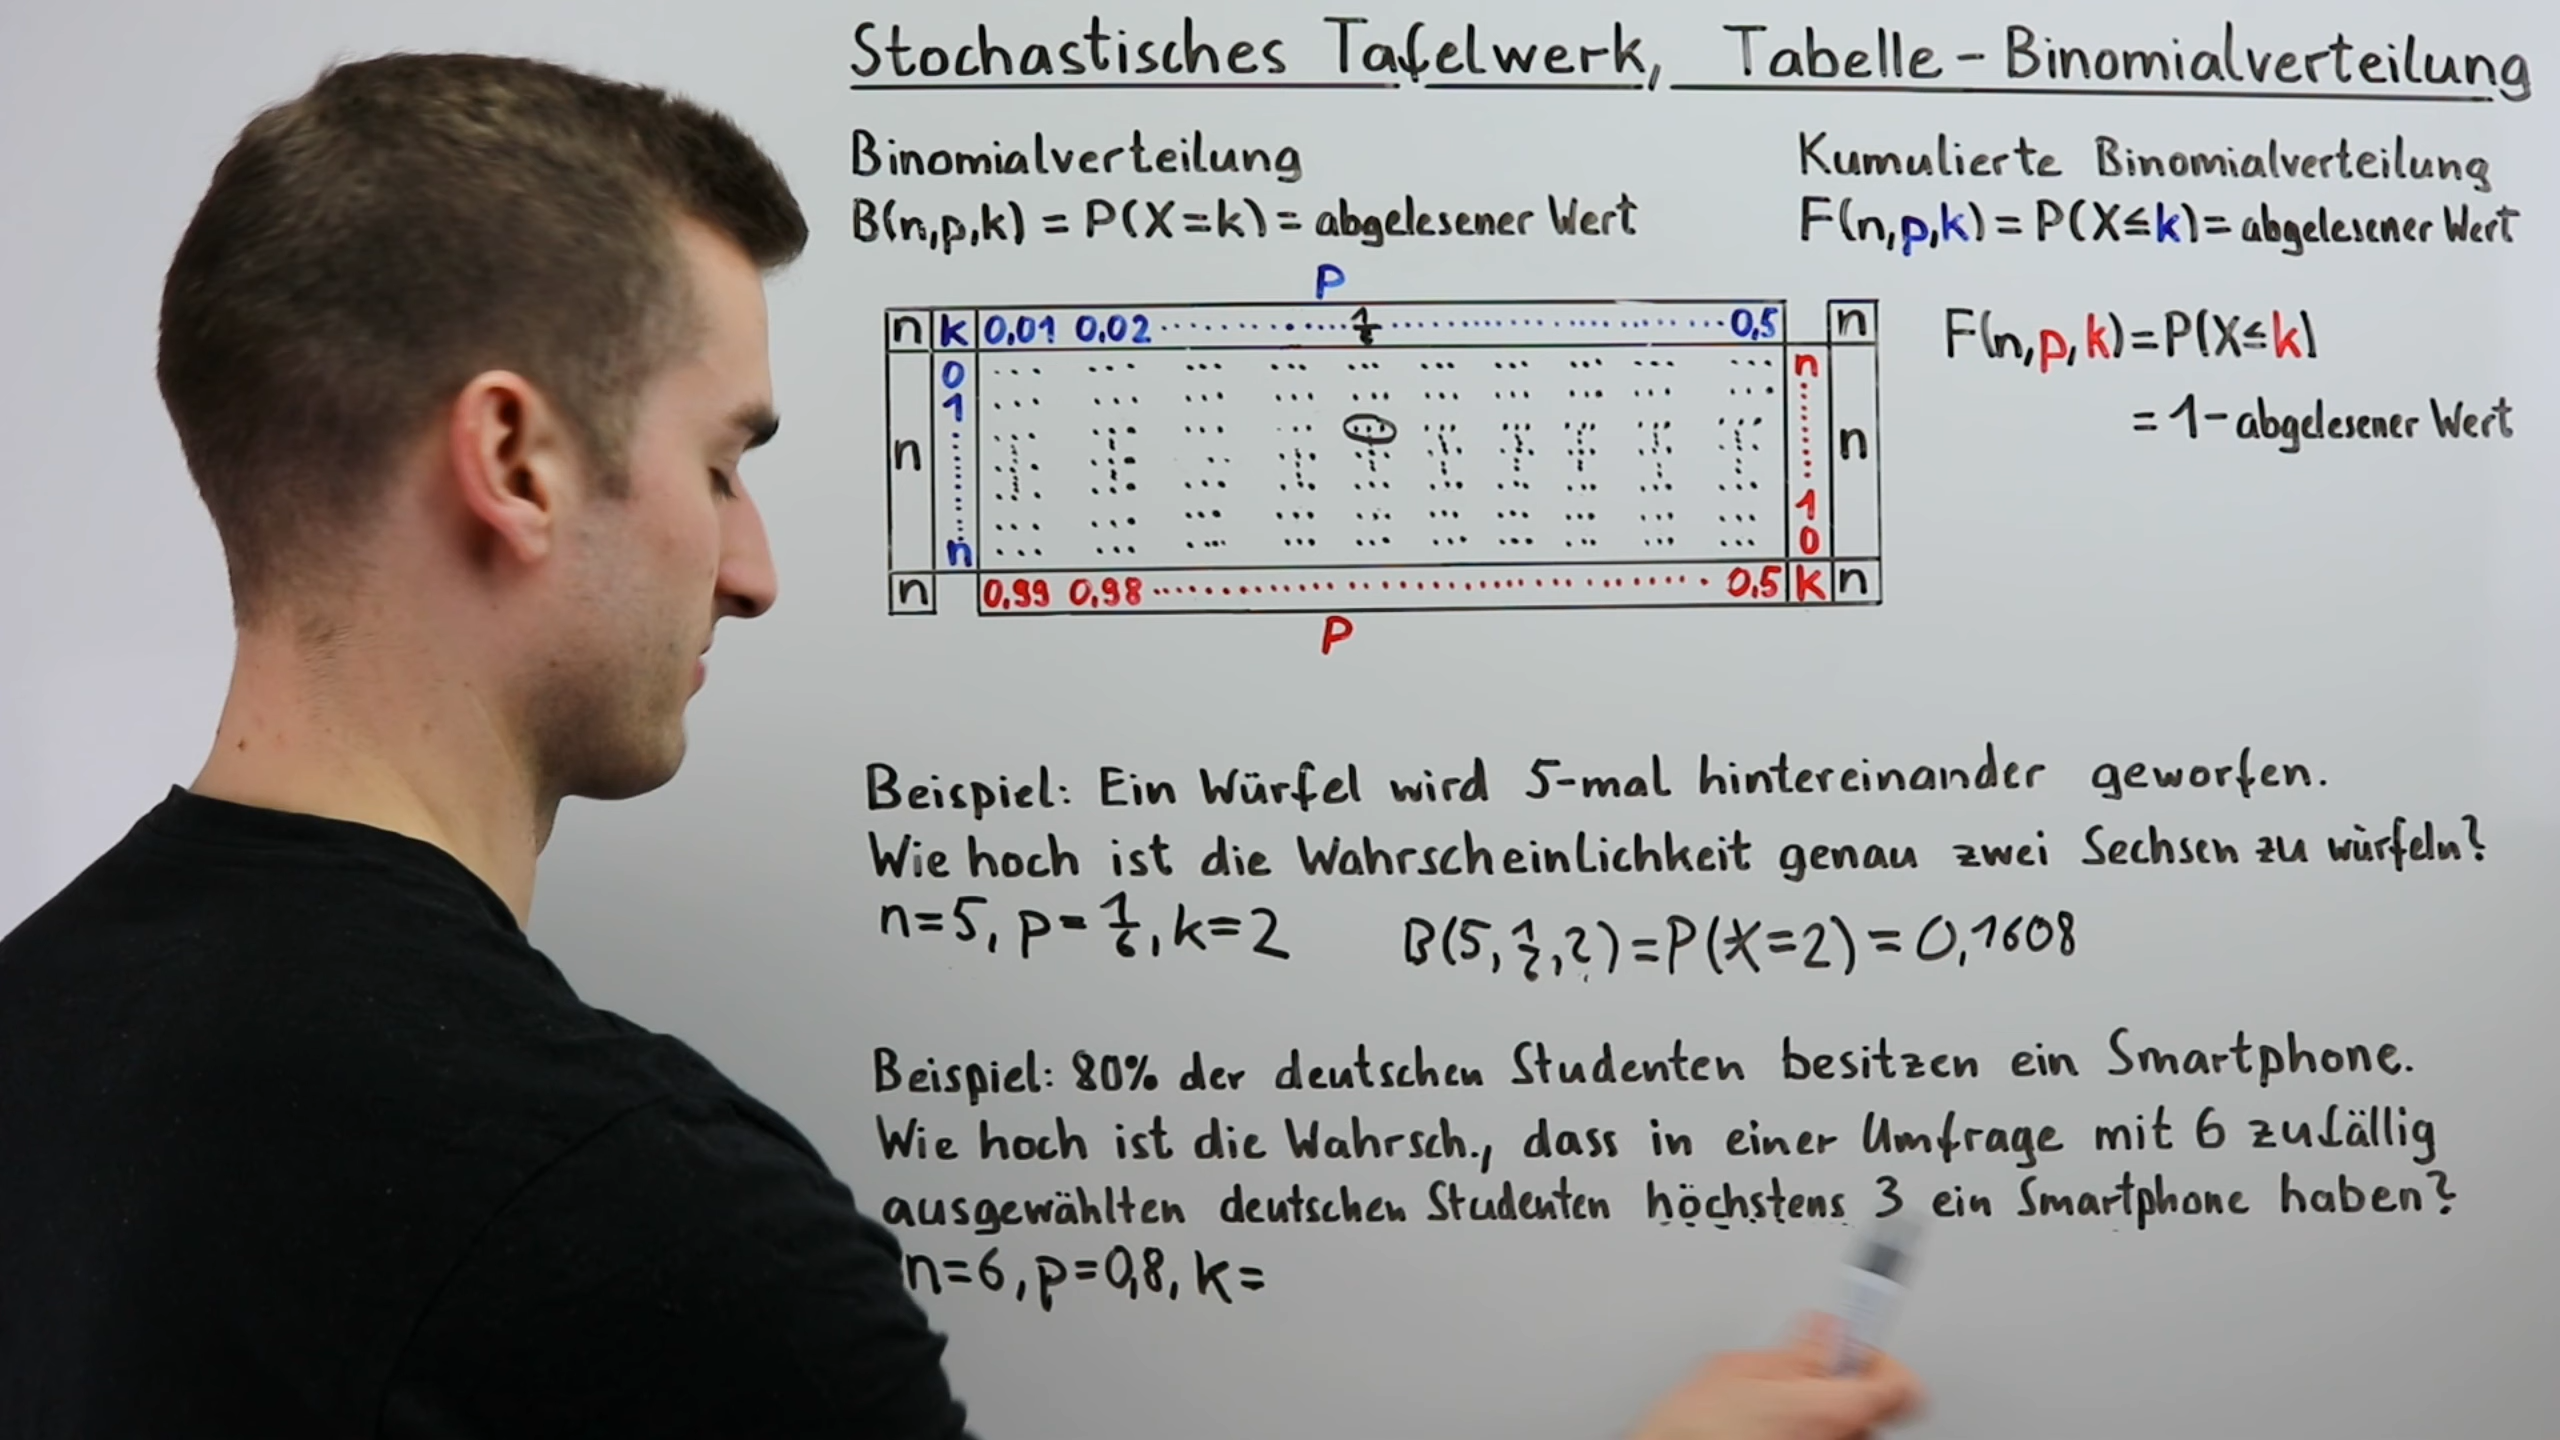 Stochastisches Tafelwerk, Tabelle - Binomialverteilung
Binomialverteilung
B(n,p,k) = P(X=k) = abgelesener Wert
Kumulierte Binomialverteilung
F(n,p,k) = P(X≤k) = abgelesener Wert
F(n,p,k) = P(X≤k)
= 1 - abgelesener Wert
P
n k 0,01 0,02 1/6 0,5 n
0 n
1
n n
1
n 0
n 0,99 0,98 0,5 k n
P
Beispiel: Ein Würfel wird 5-mal hintereinander geworfen.
Wie hoch ist die Wahrscheinlichkeit genau zwei Sechsen zu würfeln?
n=5, p=1/6, k=2 B(5, 1/6, 2) = P(X=2) = 0,1608
Beispiel: 80% der deutschen Studenten besitzen ein Smartphone.
Wie hoch ist die Wahrsch., dass in einer Umfrage mit 6 zufällig
ausgewählten deutschen Studenten höchstens 3 ein Smartphone haben?
n=6, p=0,8, k=